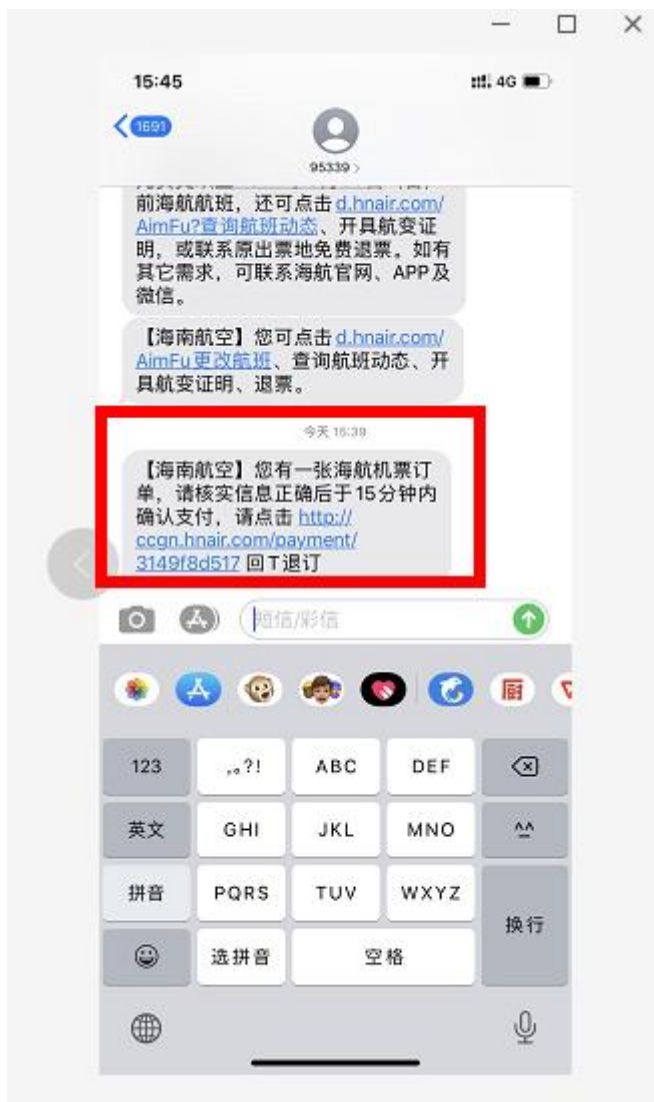 15:45
4G
1691
95339 >
前海航航班，还可点击 d.hnair.com/
AimFu?查询航班动态、开具航变证
明，或联系原出票地免费退票。如有
其它需求，可联系海航官网、APP及
微信。
【海南航空】您可点击 d.hnair.com/
AimFu 更改航班、查询航班动态、开
具航变证明、退票。
今天 15:39
【海南航空】您有一张海航机票订
单，请核实信息正确后于15分钟内
确认支付，请点击 http://
ccgn.hnair.com/payment/
3149f8d517 回T退订
短信/彩信
厨
123 ,。?! ABC DEF
英文 GHI JKL MNO ^^
拼音 PQRS TUV WXYZ
换行
选拼音 空格